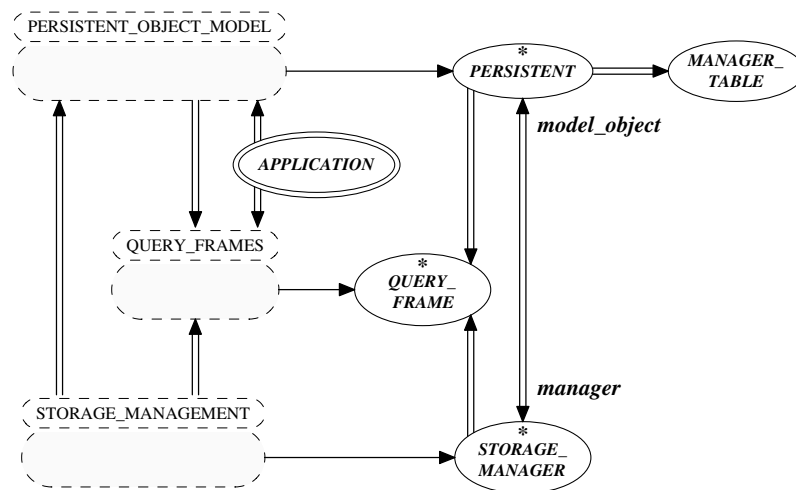 PERSISTENT_OBJECT_MODEL
*
PERSISTENT
MANAGER_
TABLE
model_object
APPLICATION
QUERY_FRAMES
*
QUERY_
FRAME
manager
STORAGE_MANAGEMENT
*
STORAGE_
MANAGER